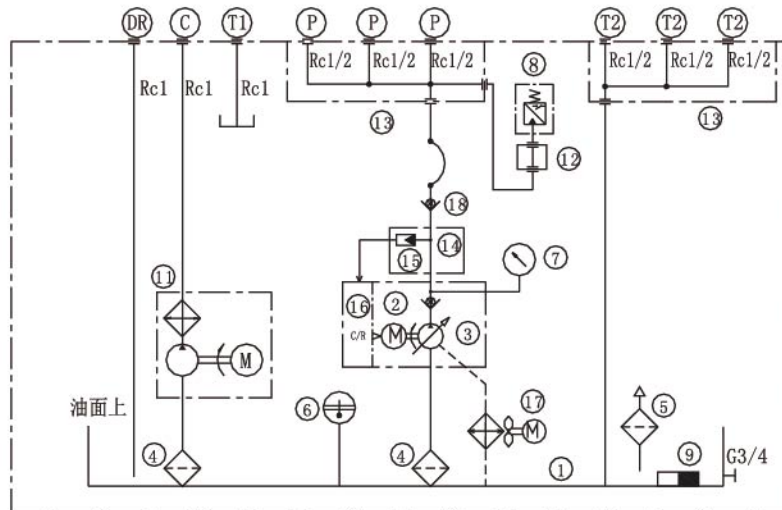 DR C T1 P P P T2 T2 T2
Rc1/2 Rc1/2 Rc1/2 ⑧ Rc1/2 Rc1/2 Rc1/2
Rc1 Rc1 Rc1
⑬ ⑬
⑫
⑱
⑭
⑮ ⑦
⑪
⑯ ②
C/R M ③
M
油面上 ⑥ ⑰ ⑤
M
④ ④ ① ⑨ G3/4